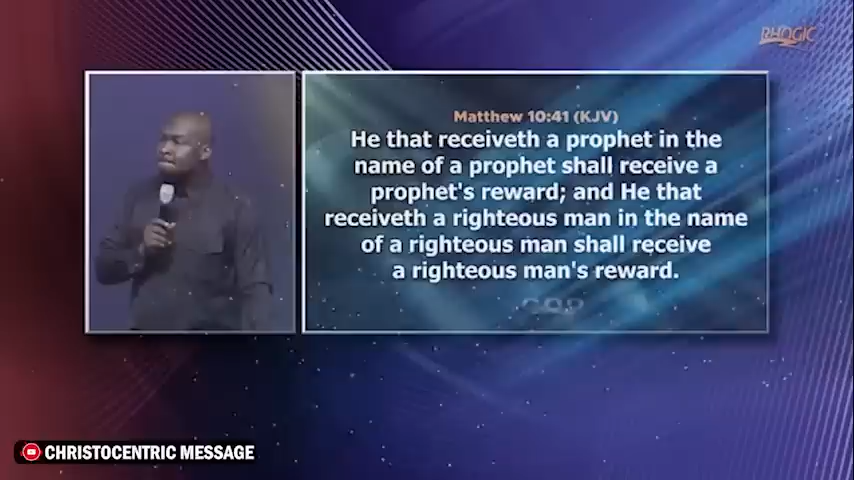 RHOGIC
Matthew 10:41 (KJV)
He that receiveth a prophet in the
name of a prophet shall receive a
prophet's reward; and He that
receiveth a righteous man in the name
of a righteous man shall receive
a righteous man's reward.
CHRISTOCENTRIC MESSAGE